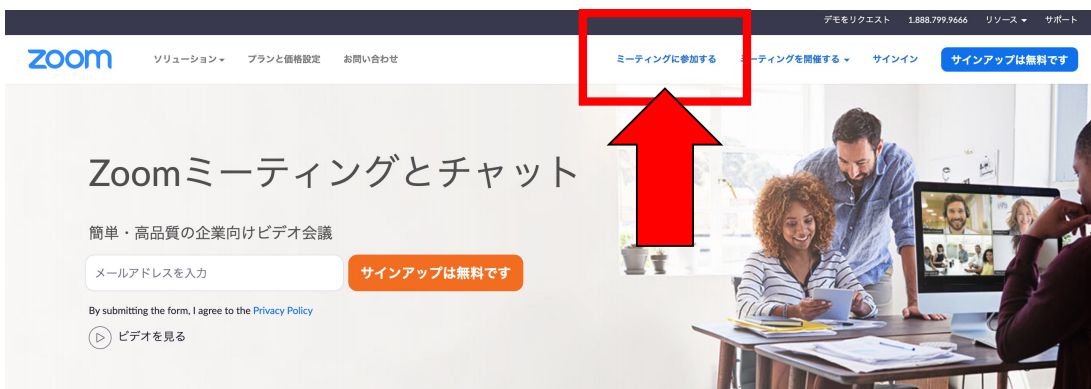 デモをリクエスト 1.888.799.9666 リソース サポート
zoom ソリューション プランと価格設定 お問い合わせ ミーティングに参加する ミーティングを開催する サインイン サインアップは無料です
Zoomミーティングとチャット
簡単・高品質の企業向けビデオ会議
メールアドレスを入力 サインアップは無料です
By submitting the form, I agree to the Privacy Policy
ビデオを見る